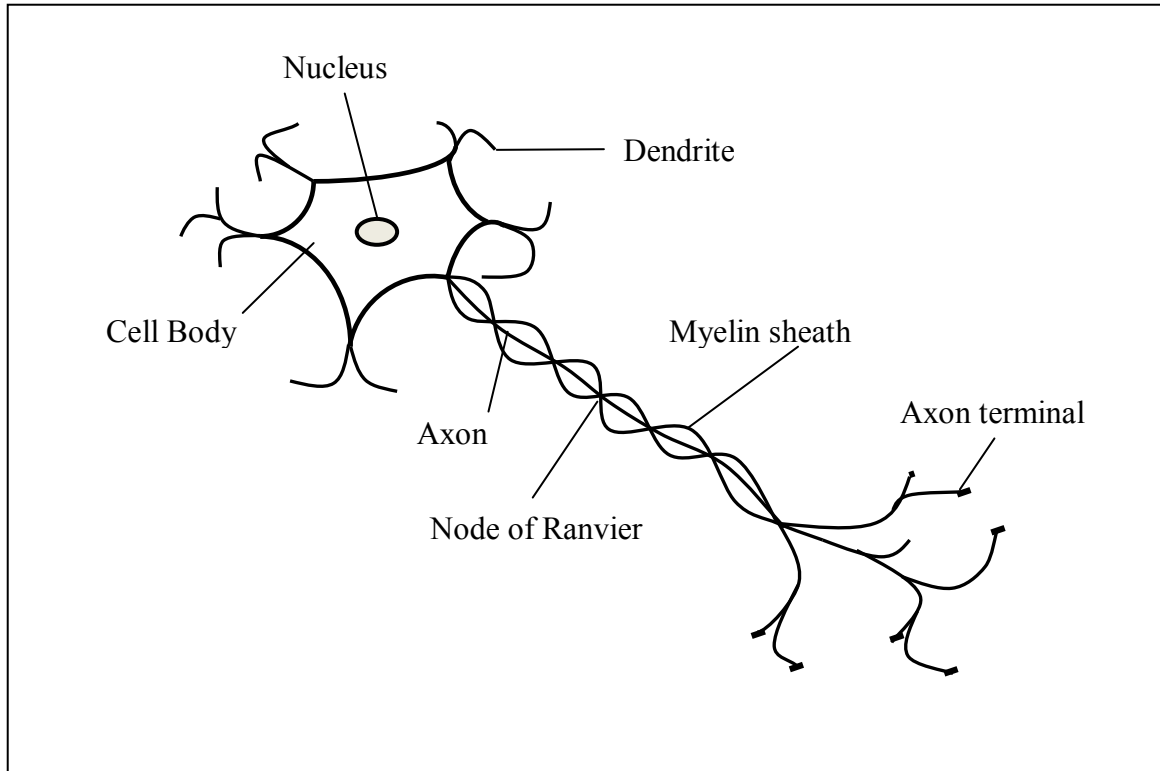 Nucleus
Dendrite
Cell Body
Myelin sheath
Axon terminal
Axon
Node of Ranvier